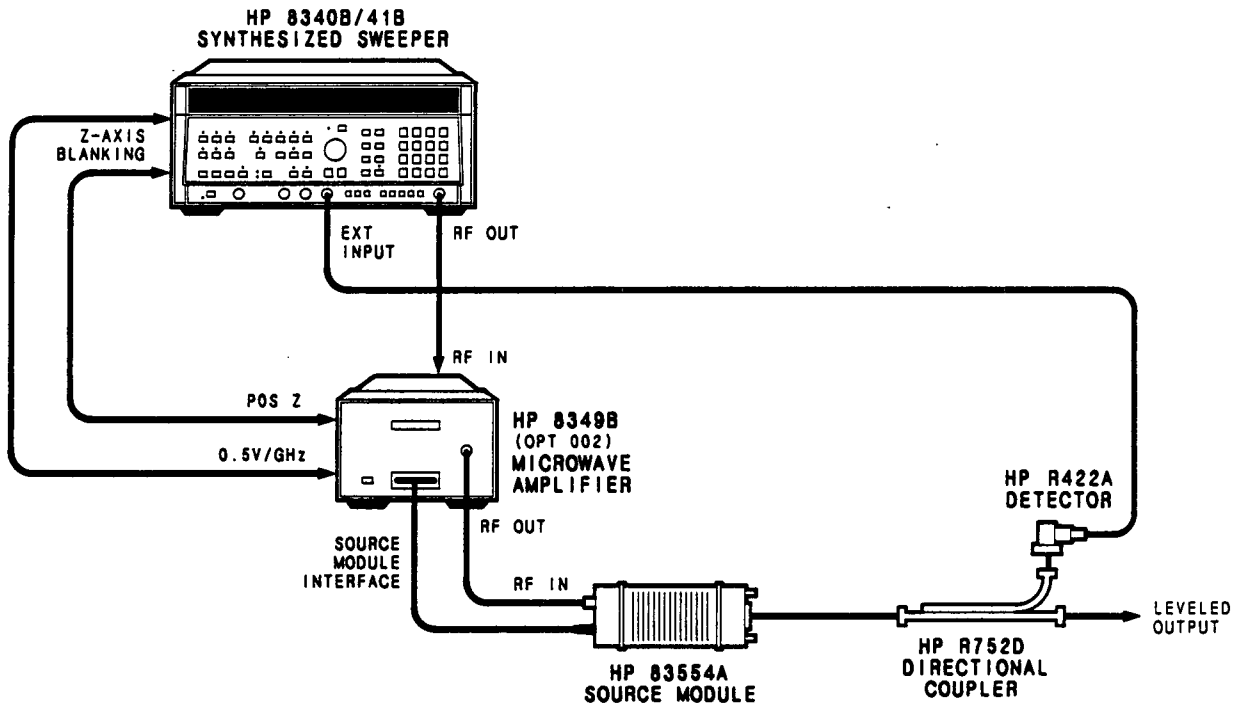 HP 8340B/41B
SYNTHESIZED SWEEPER
Z-AXIS
BLANKING
EXT
INPUT
RF OUT
RF IN
POS Z
0.5V/GHz
HP 8349B
(OPT 002)
MICROWAVE
AMPLIFIER
HP R422A
DETECTOR
RF OUT
SOURCE
MODULE
INTERFACE
RF IN
LEVELED
OUTPUT
HP R752D
DIRECTIONAL
COUPLER
HP 83554A
SOURCE MODULE